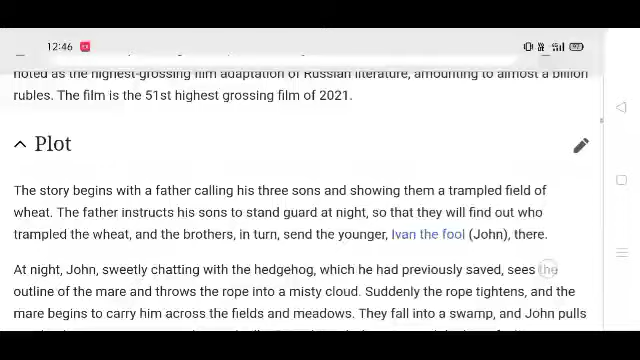 12:46
noted as the highest-grossing film adaptation of Russian literature, amounting to almost a billion
rubles. The film is the 51st highest grossing film of 2021.
Plot
The story begins with a father calling his three sons and showing them a trampled field of
wheat. The father instructs his sons to stand guard at night, so that they will find out who
trampled the wheat, and the brothers, in turn, send the younger, Ivan the fool (John), there.
At night, John, sweetly chatting with the hedgehog, which he had previously saved, sees the
outline of the mare and throws the rope into a misty cloud. Suddenly the rope tightens, and the
mare begins to carry him across the fields and meadows. They fall into a swamp, and John pulls